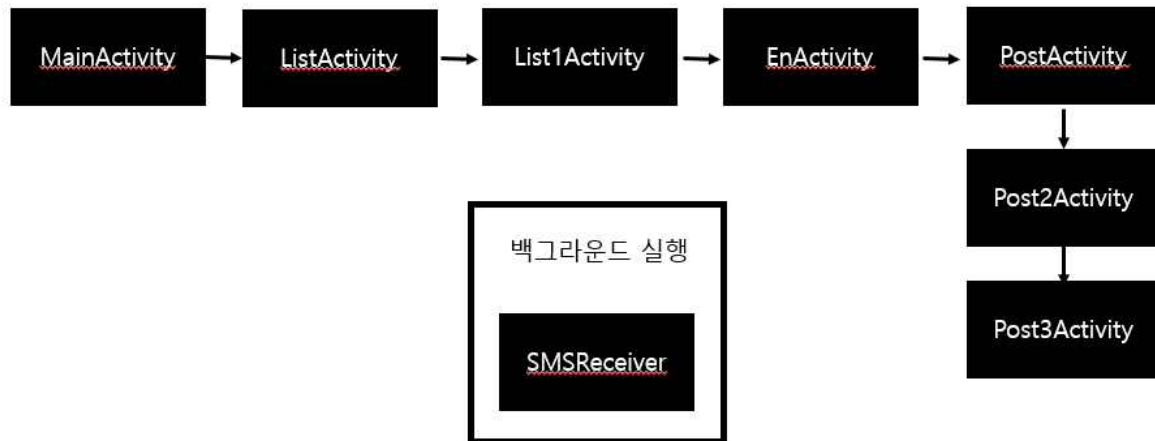 MainActivity
ListActivity
List1Activity
EnActivity
PostActivity
Post2Activity
백그라운드 실행
Post3Activity
SMSReceiver